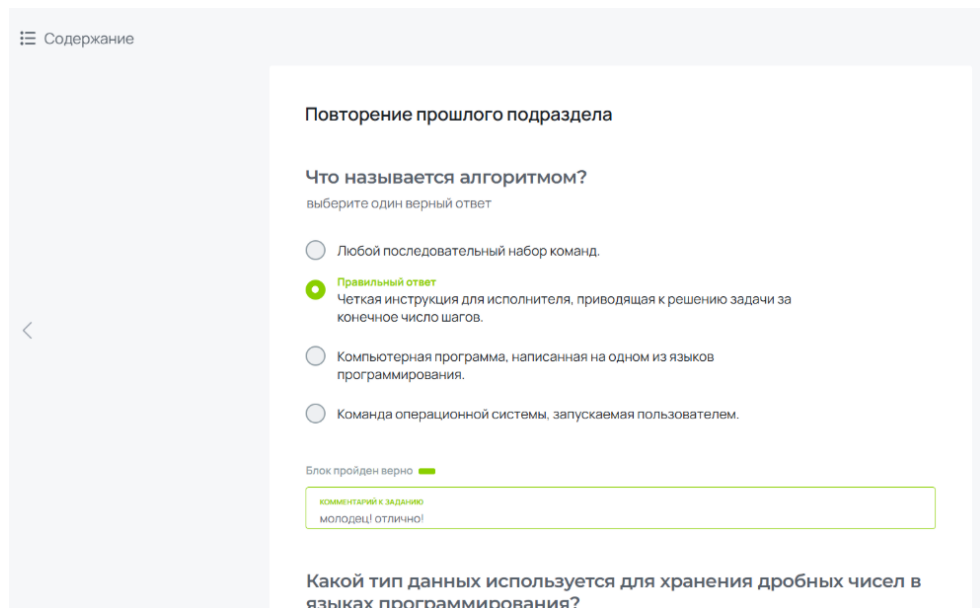 Содержание
Повторение прошлого подраздела
Что называется алгоритмом?
выберите один верный ответ
Любой последовательный набор команд.
Правильный ответ
Четкая инструкция для исполнителя, приводящая к решению задачи за
конечное число шагов.
Компьютерная программа, написанная на одном из языков
программирования.
Команда операционной системы, запускаемая пользователем.
Блок пройден верно
КОММЕНТАРИЙ К ЗАДАНИЮ
молодец! отлично!
Какой тип данных используется для хранения дробных чисел в
языках программирования?